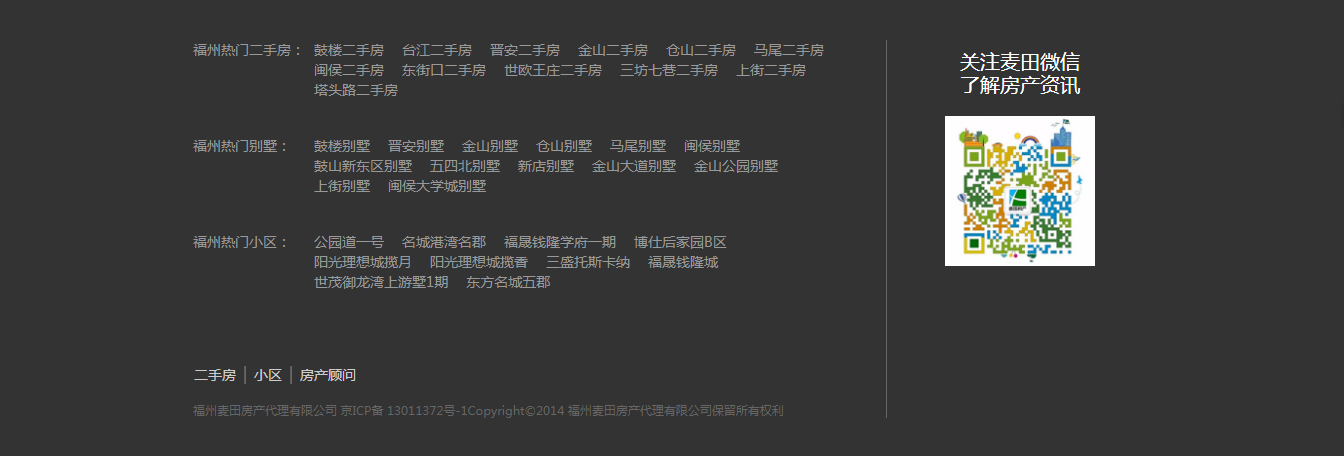 福州热门二手房： 鼓楼二手房 台江二手房 晋安二手房 金山二手房 仓山二手房 马尾二手房
闽侯二手房 东街口二手房 世欧王庄二手房 三坊七巷二手房 上街二手房
塔头路二手房
福州热门别墅： 鼓楼别墅 晋安别墅 金山别墅 仓山别墅 马尾别墅 闽侯别墅
鼓山新东区别墅 五四北别墅 新店别墅 金山大道别墅 金山公园别墅
上街别墅 闽侯大学城别墅
福州热门小区： 公园道一号 名城港湾名郡 福晟钱隆学府一期 博仕后家园B区
阳光理想城揽月 阳光理想城揽香 三盛托斯卡纳 福晟钱隆城
世茂御龙湾上游墅1期 东方名城五郡
二手房 | 小区 | 房产顾问
福州麦田房产代理有限公司 京ICP备 13011372号-1Copyright©2014 福州麦田房产代理有限公司保留所有权利
关注麦田微信
了解房产资讯